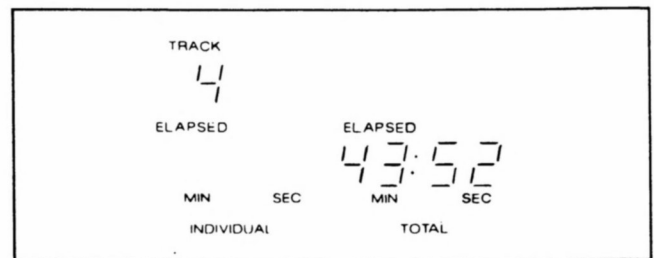 TRACK
4
ELAPSED ELAPSED
43:52
MIN SEC MIN SEC
INDIVIDUAL TOTAL